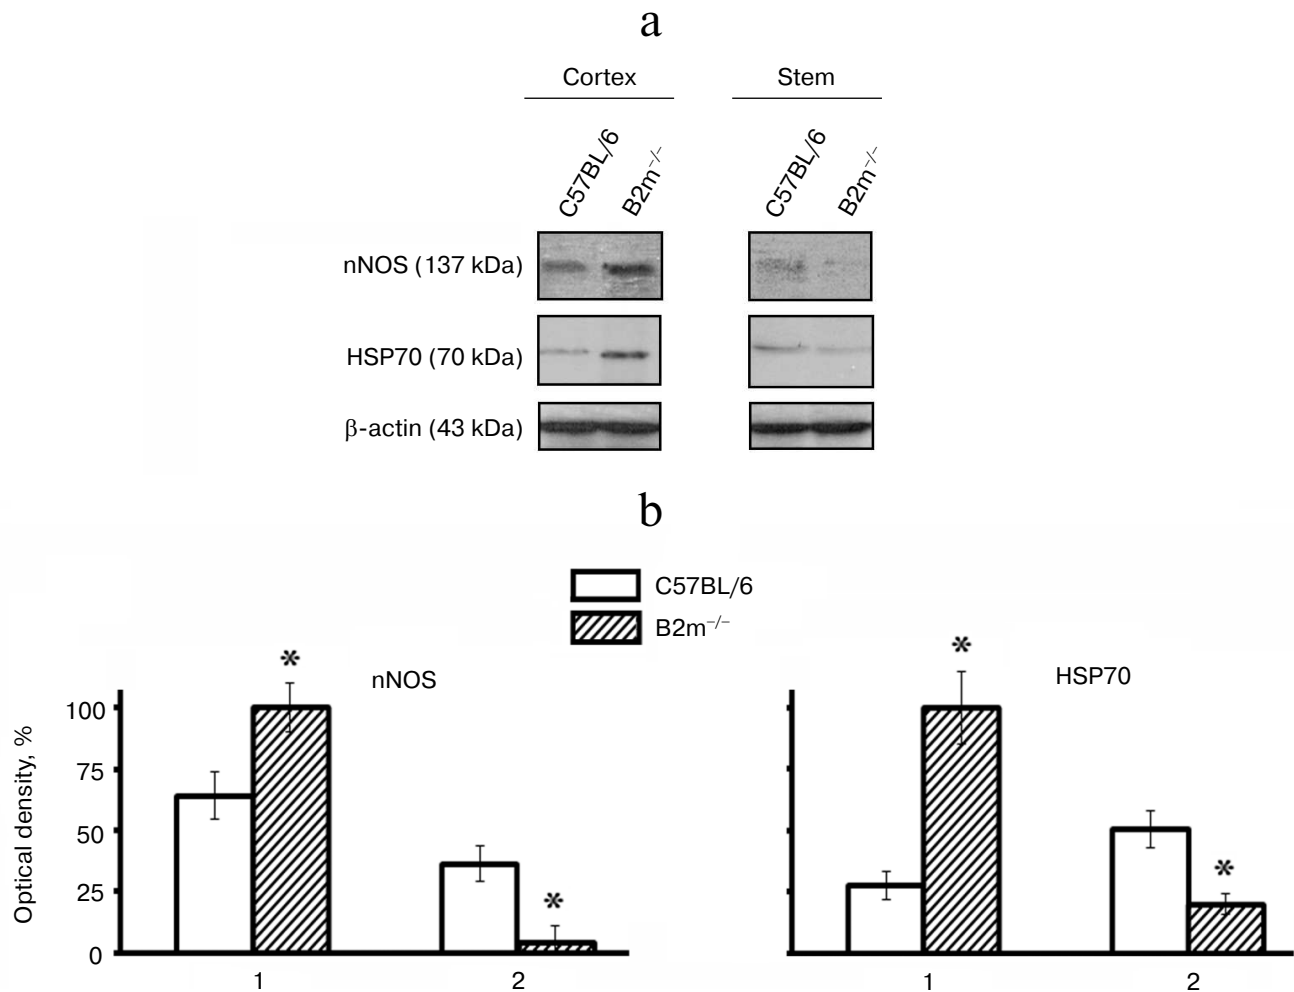 a
Cortex
Stem
C57BL/6
B2m−/−
C57BL/6
B2m−/−
nNOS (137 kDa)
HSP70 (70 kDa)
β-actin (43 kDa)
b
C57BL/6
B2m−/−
*
nNOS
*
HSP70
Optical density, %
100
75
50
25
0
*
*
1
2
1
2